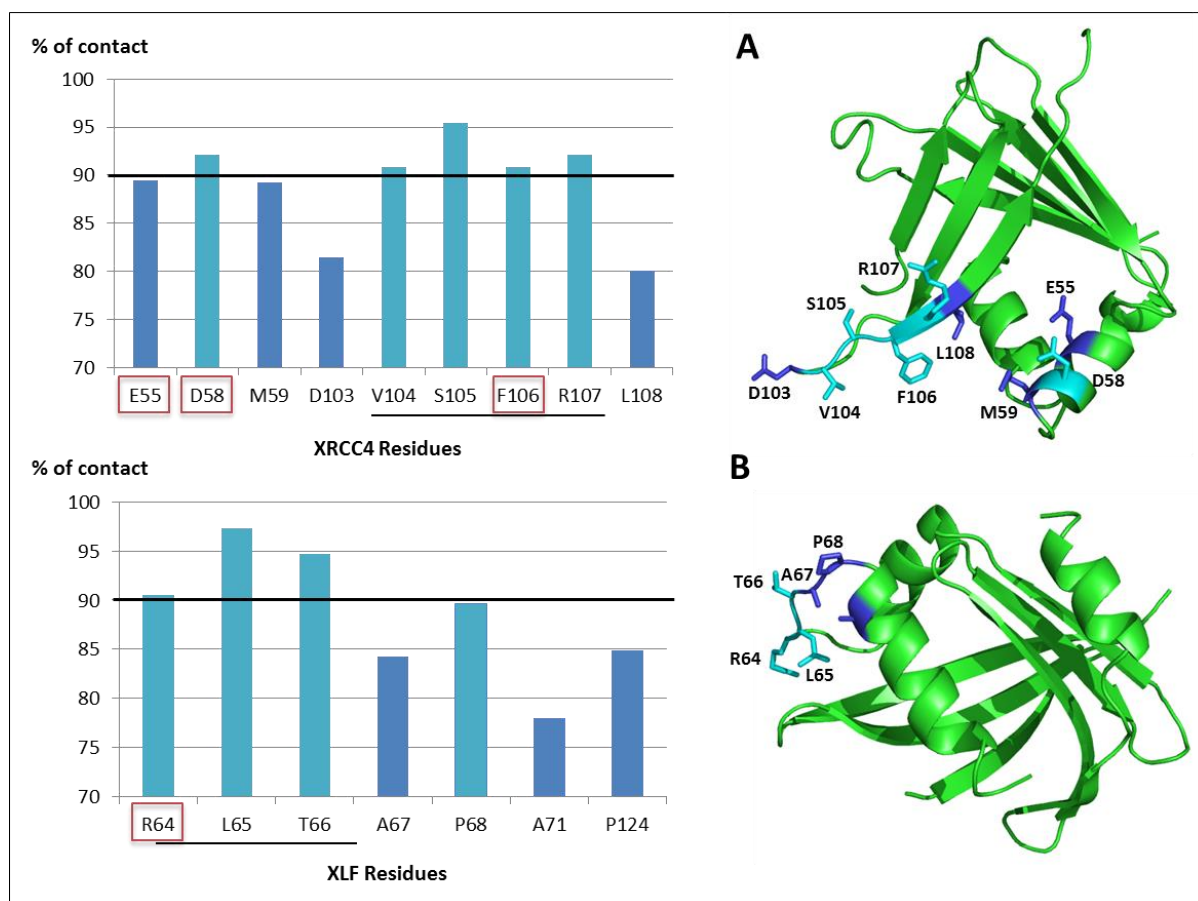 % of contact
100
95
90
85
80
75
70
E55 D58 M59 D103 V104 S105 F106 R107 L108
XRCC4 Residues
% of contact
100
95
90
85
80
75
70
R64 L65 T66 A67 P68 A71 P124
XLF Residues
A
R107
S105
E55
L108
D103
D58
V104
F106
M59
B
P68
T66
A67
R64
L65